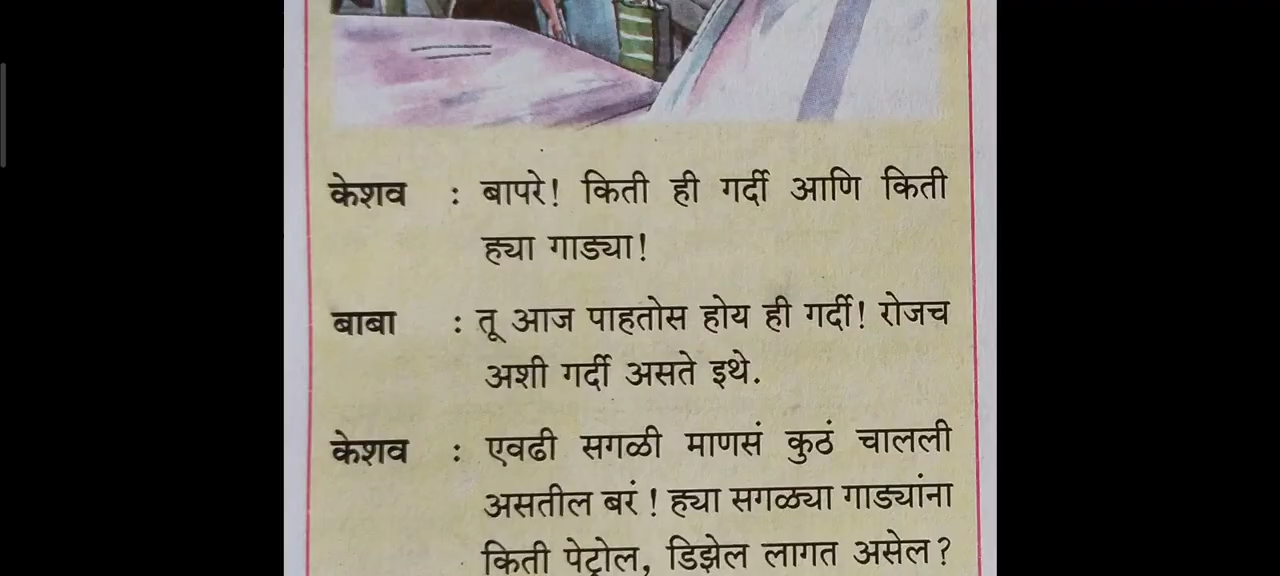 केशव : बापरे! किती ही गर्दी आणि किती
ह्या गाड्या!
बाबा : तू आज पाहतोस होय ही गर्दी! रोजच
अशी गर्दी असते इथे.
केशव : एवढी सगळी माणसं कुठं चालली
असतील बरं! ह्या सगळ्या गाड्यांना
किती पेट्रोल, डिझेल लागत असेल?